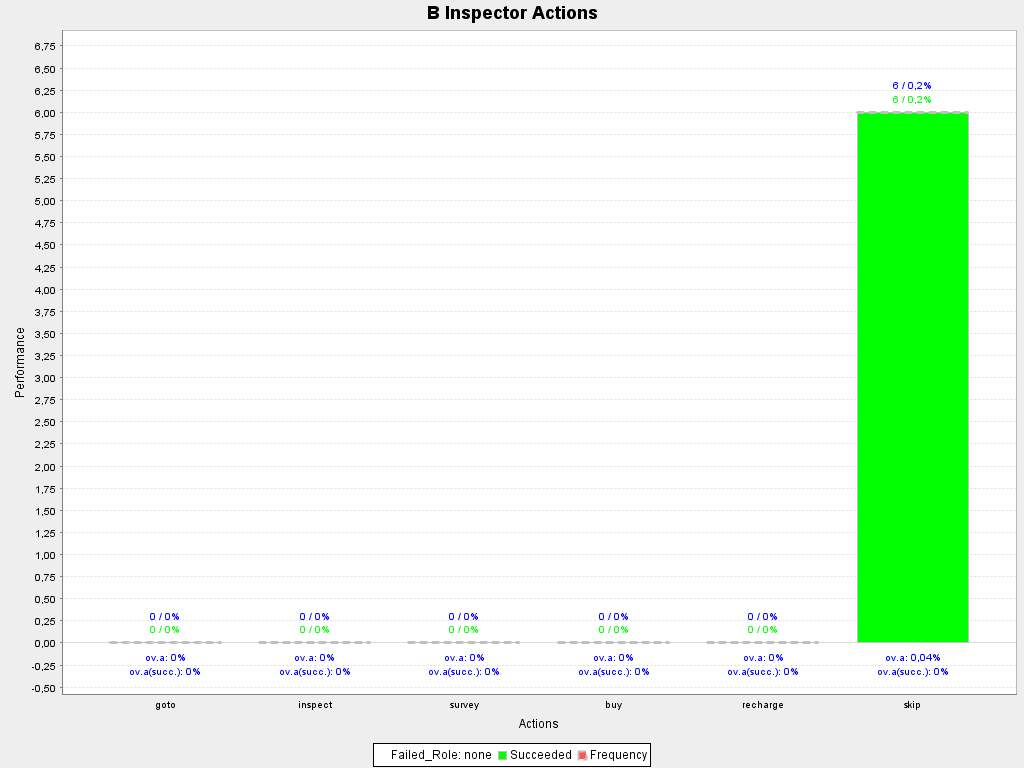 B Inspector Actions
6,75
6,50
6,25
6,00
5,75
5,50
5,25
5,00
4,75
4,50
4,25
4,00
3,75
3,50
3,25
3,00
2,75
2,50
2,25
2,00
1,75
1,50
1,25
1,00
0,75
0,50
0,25
0,00
-0,25
-0,50
Performance
6 / 0,2%
6 / 0,2%
0 / 0% 0 / 0% 0 / 0% 0 / 0% 0 / 0%
0 / 0% 0 / 0% 0 / 0% 0 / 0% 0 / 0%
ov.a: 0% ov.a: 0% ov.a: 0% ov.a: 0% ov.a: 0% ov.a: 0,04%
ov.a(succ.): 0% ov.a(succ.): 0% ov.a(succ.): 0% ov.a(succ.): 0% ov.a(succ.): 0% ov.a(succ.): 0%
goto inspect survey buy recharge skip
Actions
Failed_Role: none Succeeded Frequency